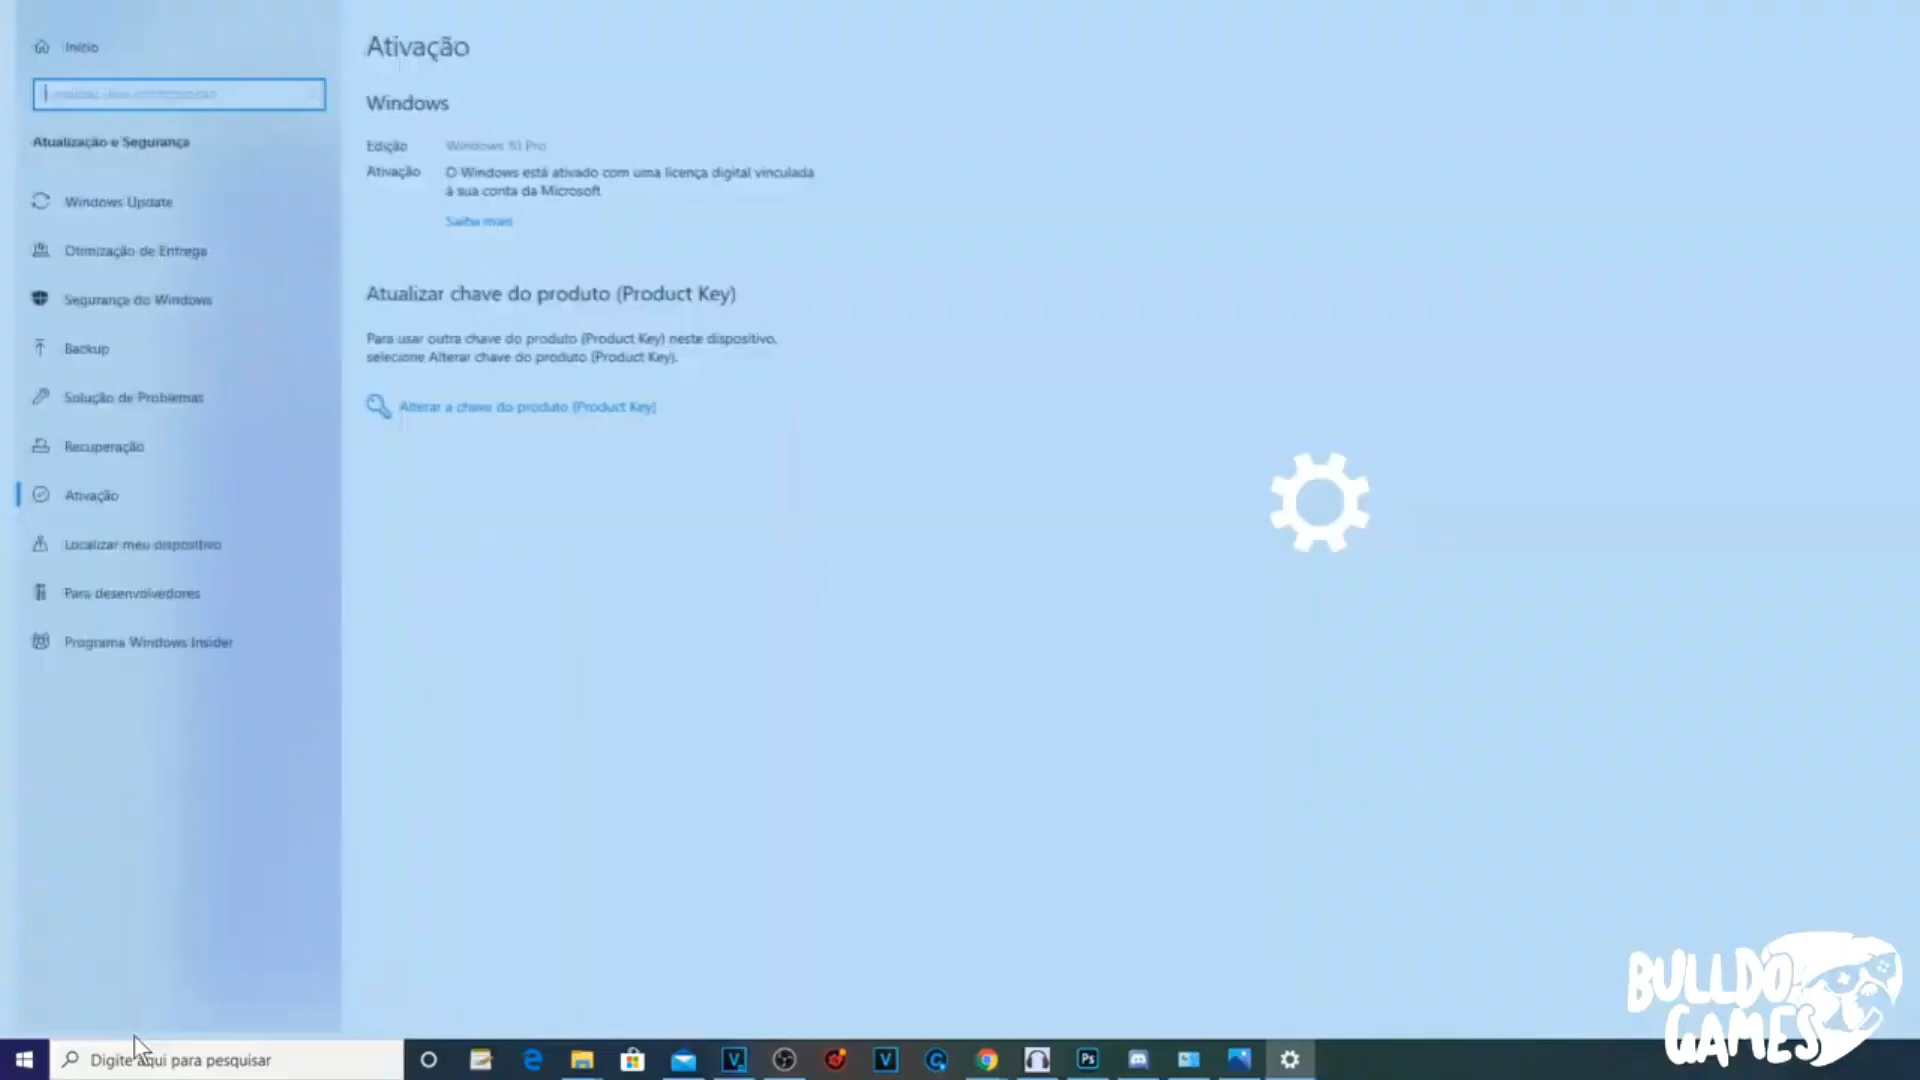 Início
Atualização e Segurança
Windows Update
Otimização de Entrega
Segurança do Windows
Backup
Solução de Problemas
Recuperação
Ativação
Localizar meu dispositivo
Para desenvolvedores
Programa Windows Insider
Ativação
Windows
Edição Windows 10 Pro
Ativação O Windows está ativado com uma licença digital vinculada
à sua conta da Microsoft
Saiba mais
Atualizar chave do produto (Product Key)
Para usar outra chave do produto (Product Key) neste dispositivo,
selecione Alterar chave do produto (Product Key).
Alterar a chave do produto (Product Key)
BULLDOG
GAMES
Digite aqui para pesquisar
Ps